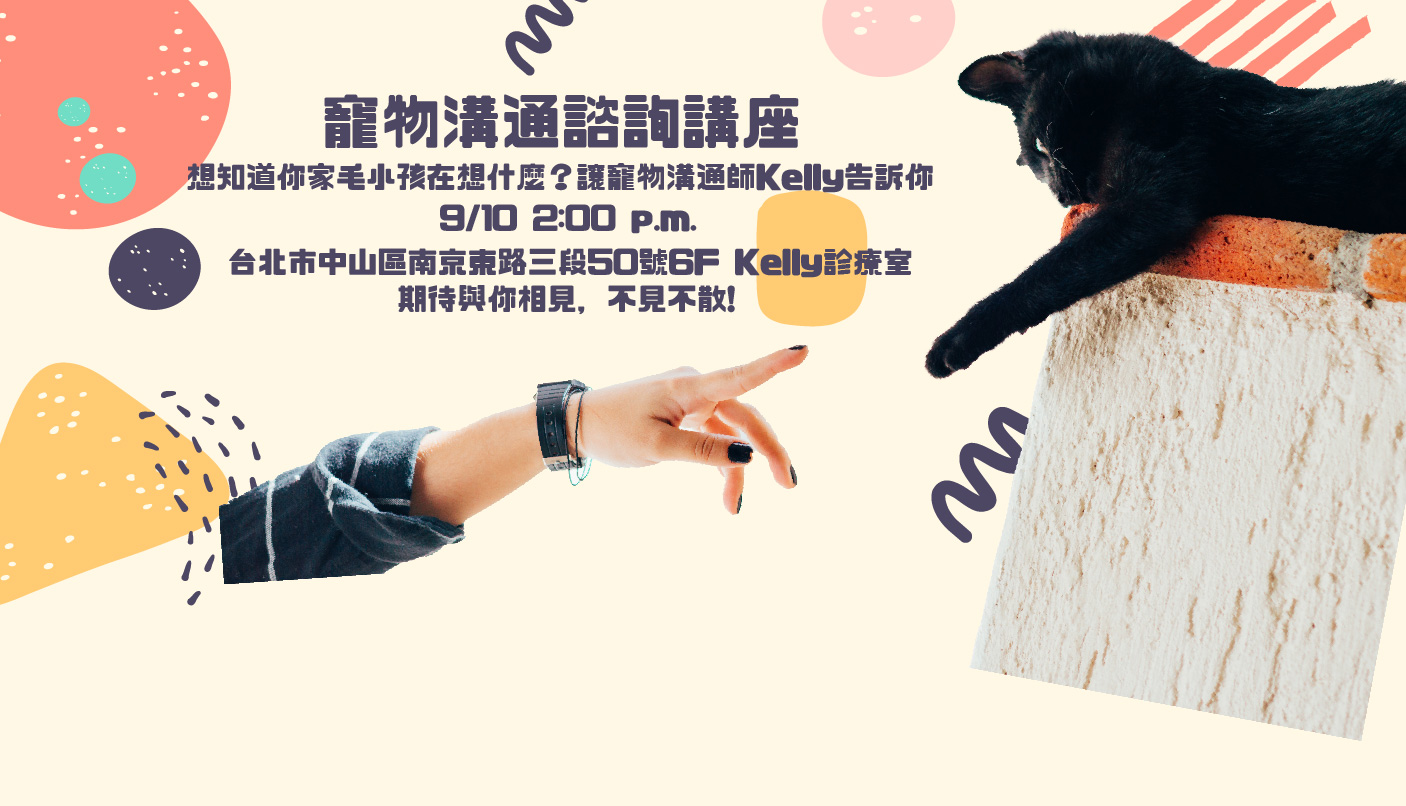 寵物溝通諮詢講座
想知道你家毛小孩在想什麼？讓寵物溝通師Kelly告訴你
9/10 2:00 p.m.
台北市中山區南京東路三段50號6F Kelly診療室
期待與你相見，不見不散!